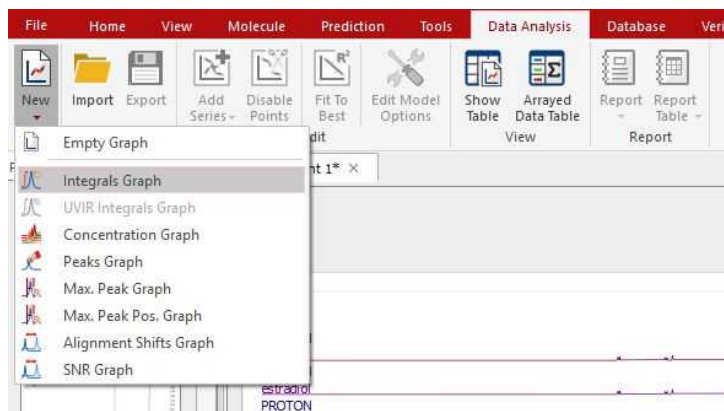 File Home View Molecule Prediction Tools Data Analysis Database
New Import Export Add Series Disable Points Fit To Best R² Edit Model Options Show Table Arrayed Data Table Report Report Table
View Report
Empty Graph
Integrals Graph
UVIR Integrals Graph
Concentration Graph
Peaks Graph
Max. Peak Graph
Max. Peak Pos. Graph
Alignment Shifts Graph
SNR Graph
estradiol
PROTON